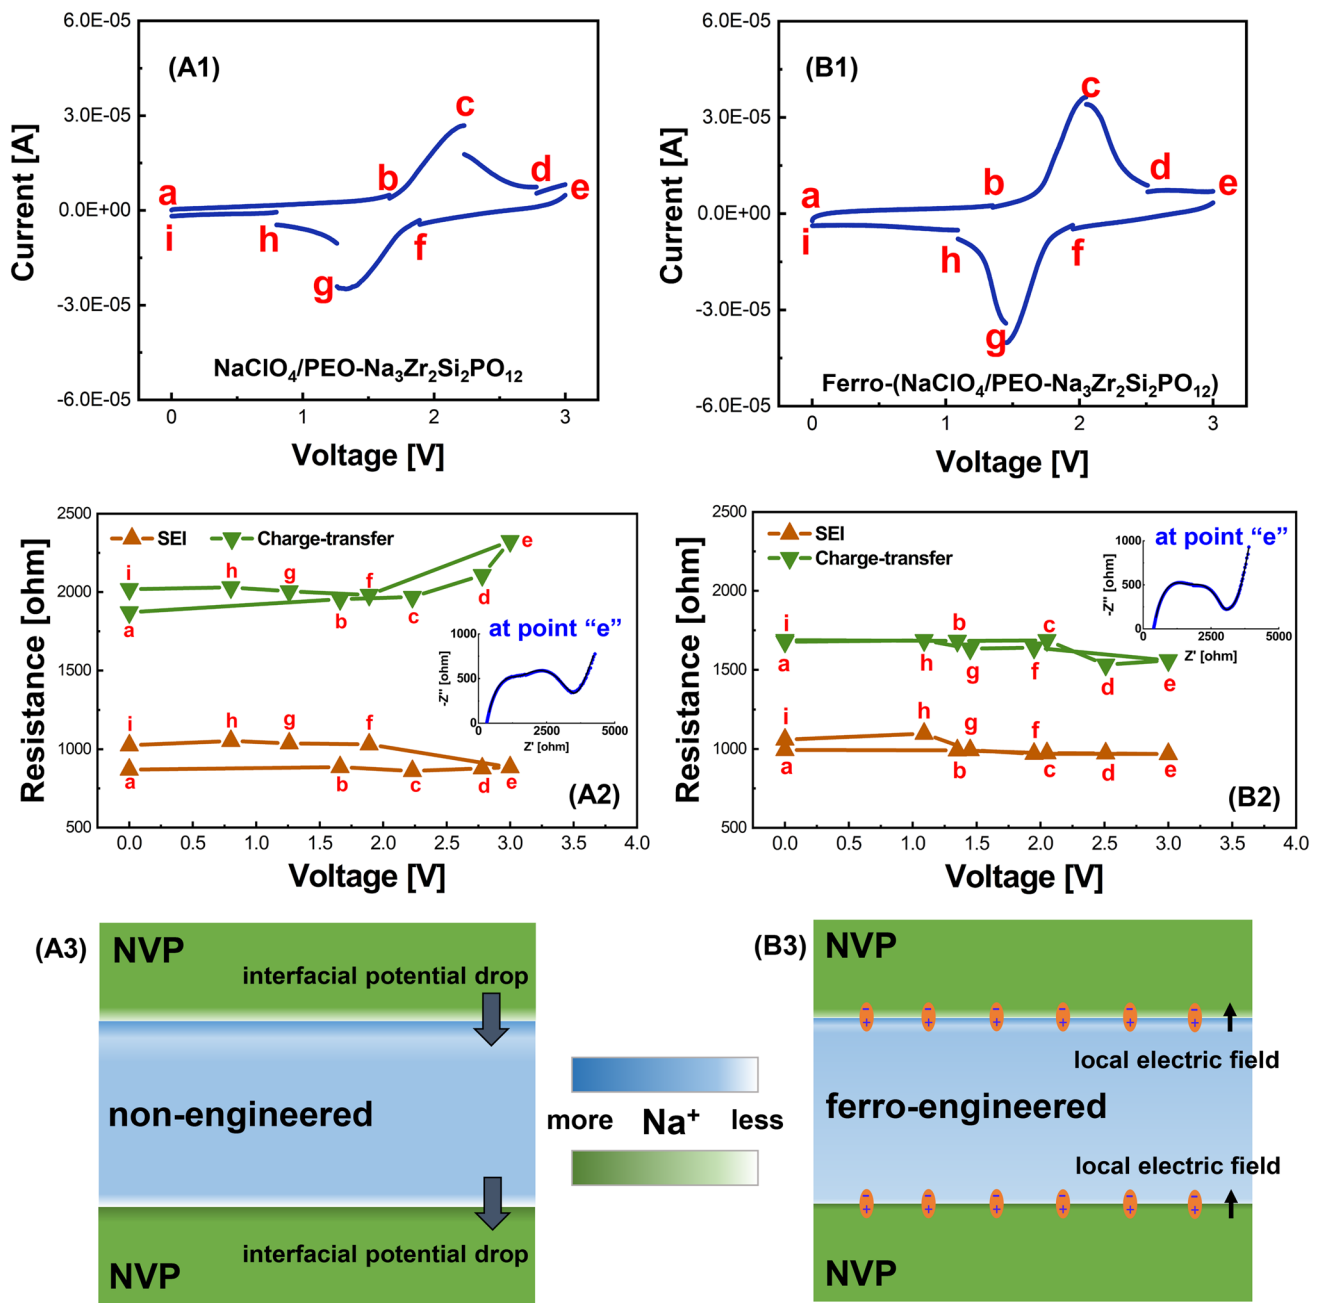 (A1)
6.0E-05
3.0E-05
0.0E+00
-3.0E-05
-6.0E-05
Current [A]
a
b
c
d
e
f
g
h
i
NaClO₄/PEO-Na₃Zr₂Si₂PO₁₂
0
1
2
3
Voltage [V]
(B1)
6.0E-05
3.0E-05
0.0E+00
-3.0E-05
-6.0E-05
Current [A]
a
b
c
d
e
f
g
h
i
Ferro-(NaClO₄/PEO-Na₃Zr₂Si₂PO₁₂)
0
1
2
3
Voltage [V]
2500
2000
1500
1000
500
Resistance [ohm]
SEI
Charge-transfer
i
h
g
f
e
a
b
c
d
at point “e”
1000
500
0
-Z'' [ohm]
0
2500
5000
Z' [ohm]
i
h
g
f
a
b
c
d
e
(A2)
0.0
0.5
1.0
1.5
2.0
2.5
3.0
3.5
4.0
Voltage [V]
2500
2000
1500
1000
500
Resistance [ohm]
SEI
Charge-transfer
at point “e”
1000
500
0
-Z'' [ohm]
0
2500
5000
Z' [ohm]
i
b
c
a
h
g
f
d
e
i
h
g
f
a
b
c
d
e
(B2)
0.0
0.5
1.0
1.5
2.0
2.5
3.0
3.5
4.0
Voltage [V]
(A3)
NVP
interfacial potential drop
non-engineered
interfacial potential drop
NVP
more Na⁺ less
(B3)
NVP
- - - - - -
+ + + + + +
local electric field
ferro-engineered
local electric field
- - - - - -
+ + + + + +
NVP